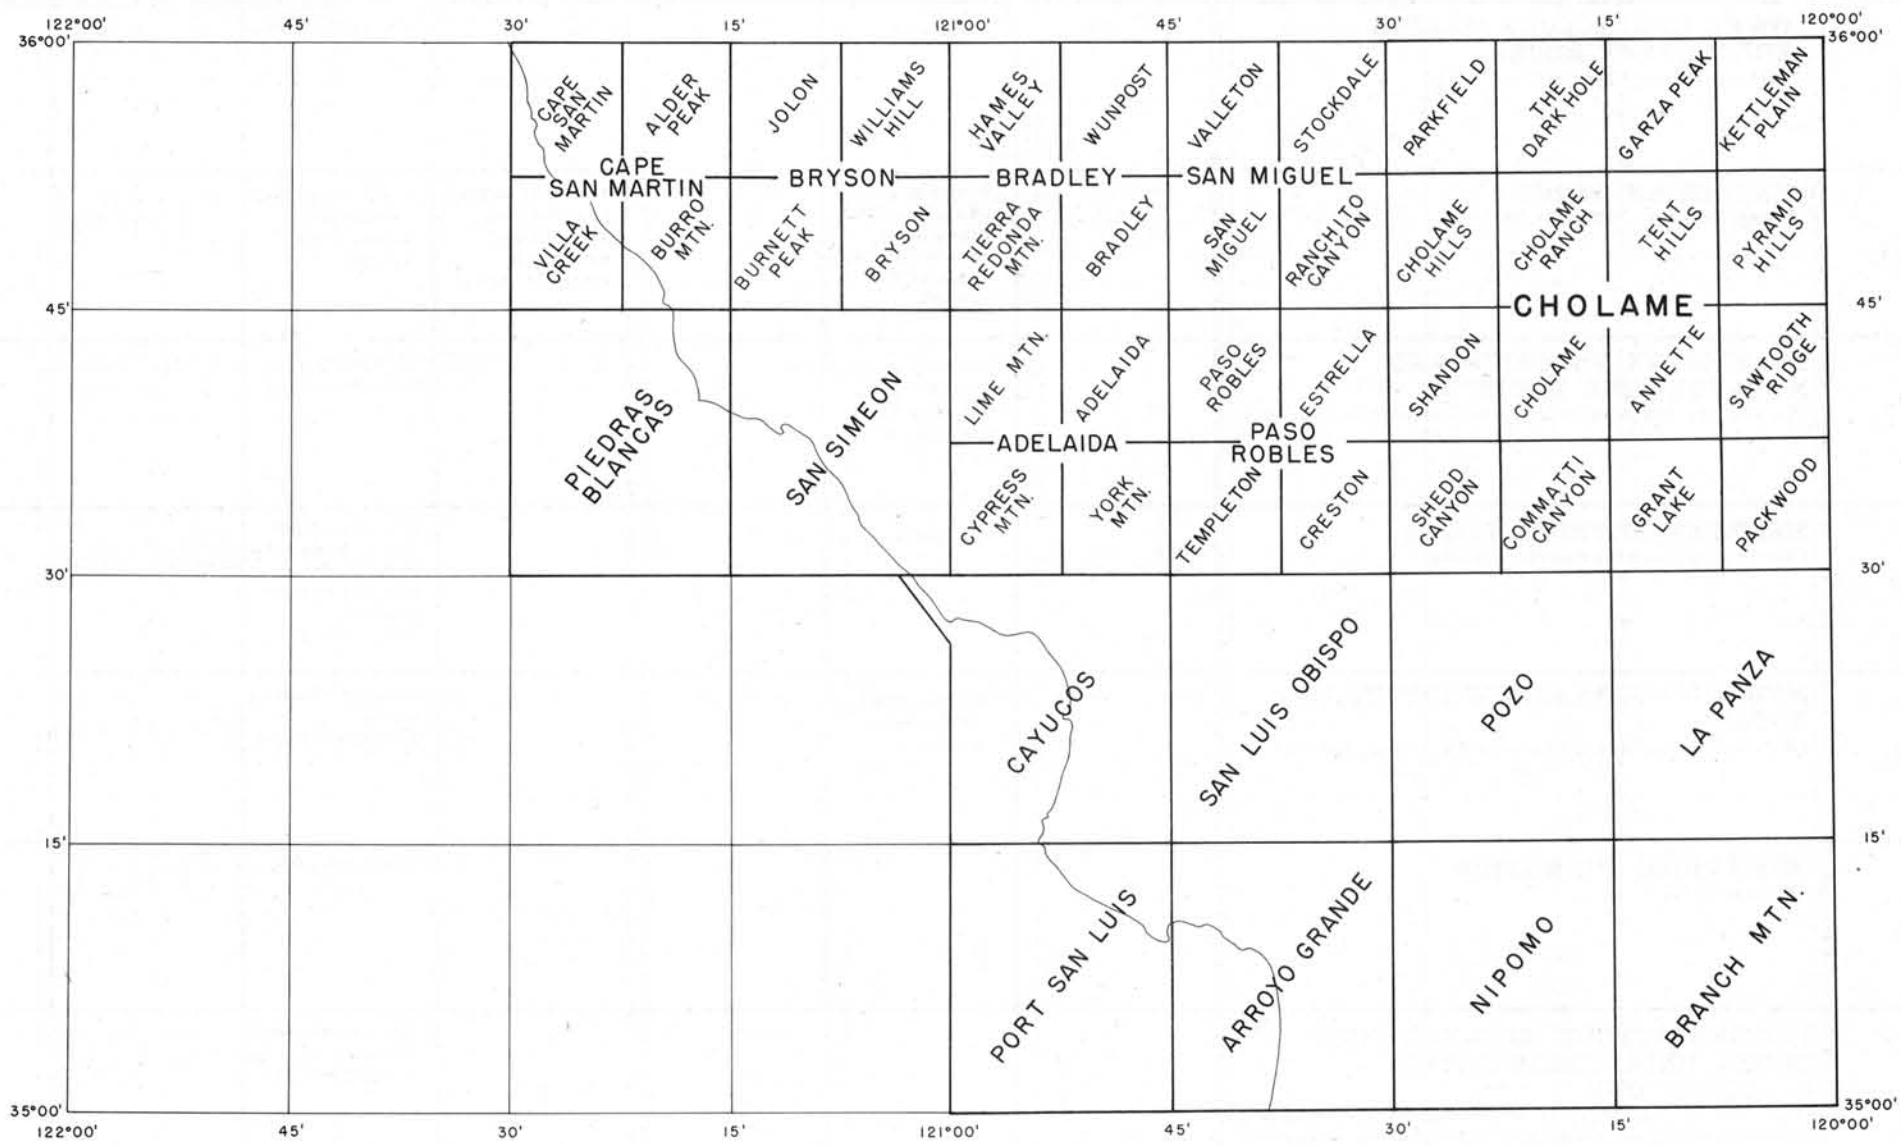 122°00' 45' 30' 15' 121°00' 45' 30' 15' 120°00'
36°00' 36°00'
CAPE
SAN
MARTIN
ALDER
PEAK
JOLON
WILLIAMS
HILL
HAMES
VALLEY
WUNPOST
VALLETON
STOCKDALE
PARKFIELD
THE
DARK HOLE
GARZA PEAK
KETTLEMAN
PLAIN
CAPE
SAN MARTIN
BRYSON
BRADLEY
SAN MIGUEL
VILLA
CREEK
BURRO
MTN.
BURNETT
PEAK
BRYSON
TIERRA
REDONDA
MTN.
BRADLEY
SAN
MIGUEL
RANCHITO
CANYON
CHOLAME
HILLS
CHOLAME
RANCH
TENT
HILLS
PYRAMID
HILLS
45' 45'
CHOLAME
PIEDRAS
BLANCAS
SAN SIMEON
LIME MTN.
ADELAIDA
PASO
ROBLES
ESTRELLA
SHANDON
CHOLAME
ANNETTE
SAWTOOTH
RIDGE
ADELAIDA
PASO
ROBLES
CYPRESS
MTN.
YORK
MTN.
TEMPLETON
CRESTON
SHEDD
CANYON
COMMATTI
CANYON
GRANT
LAKE
PACKWOOD
30' 30'
CAYUCOS
SAN LUIS OBISPO
POZO
LA PANZA
15' 15'
PORT SAN LUIS
ARROYO GRANDE
NIPOMO
BRANCH MTN.
35°00' 35°00'
122°00' 45' 30' 15' 121°00' 45' 30' 15' 120°00'